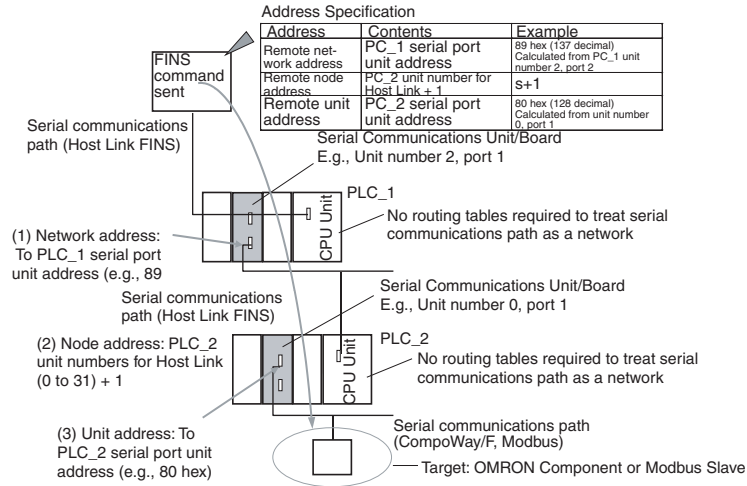 Address Specification
Address Contents Example
Remote net-
work address
PC_1 serial port
unit address
89 hex (137 decimal)
Calculated from PC_1 unit
number 2, port 2
Remote node
address
PC_2 unit number for
Host Link + 1
s+1
Remote unit
address
PC_2 serial port
unit address
80 hex (128 decimal)
Calculated from unit number
0, port 1
FINS
command
sent
Serial communications
path (Host Link FINS)
Serial Communications Unit/Board
E.g., Unit number 2, port 1
PLC_1
CPU Unit
No routing tables required to treat serial
communications path as a network
(1) Network address:
To PLC_1 serial port
unit address (e.g., 89
Serial communications
path (Host Link FINS)
Serial Communications Unit/Board
E.g., Unit number 0, port 1
(2) Node address: PLC_2
unit numbers for Host Link
(0 to 31) + 1
PLC_2
CPU Unit
No routing tables required to treat serial
communications path as a network
(3) Unit address: To
PLC_2 serial port unit
address (e.g., 80 hex)
Serial communications path
(CompoWay/F, Modbus)
Target: OMRON Component or Modbus Slave